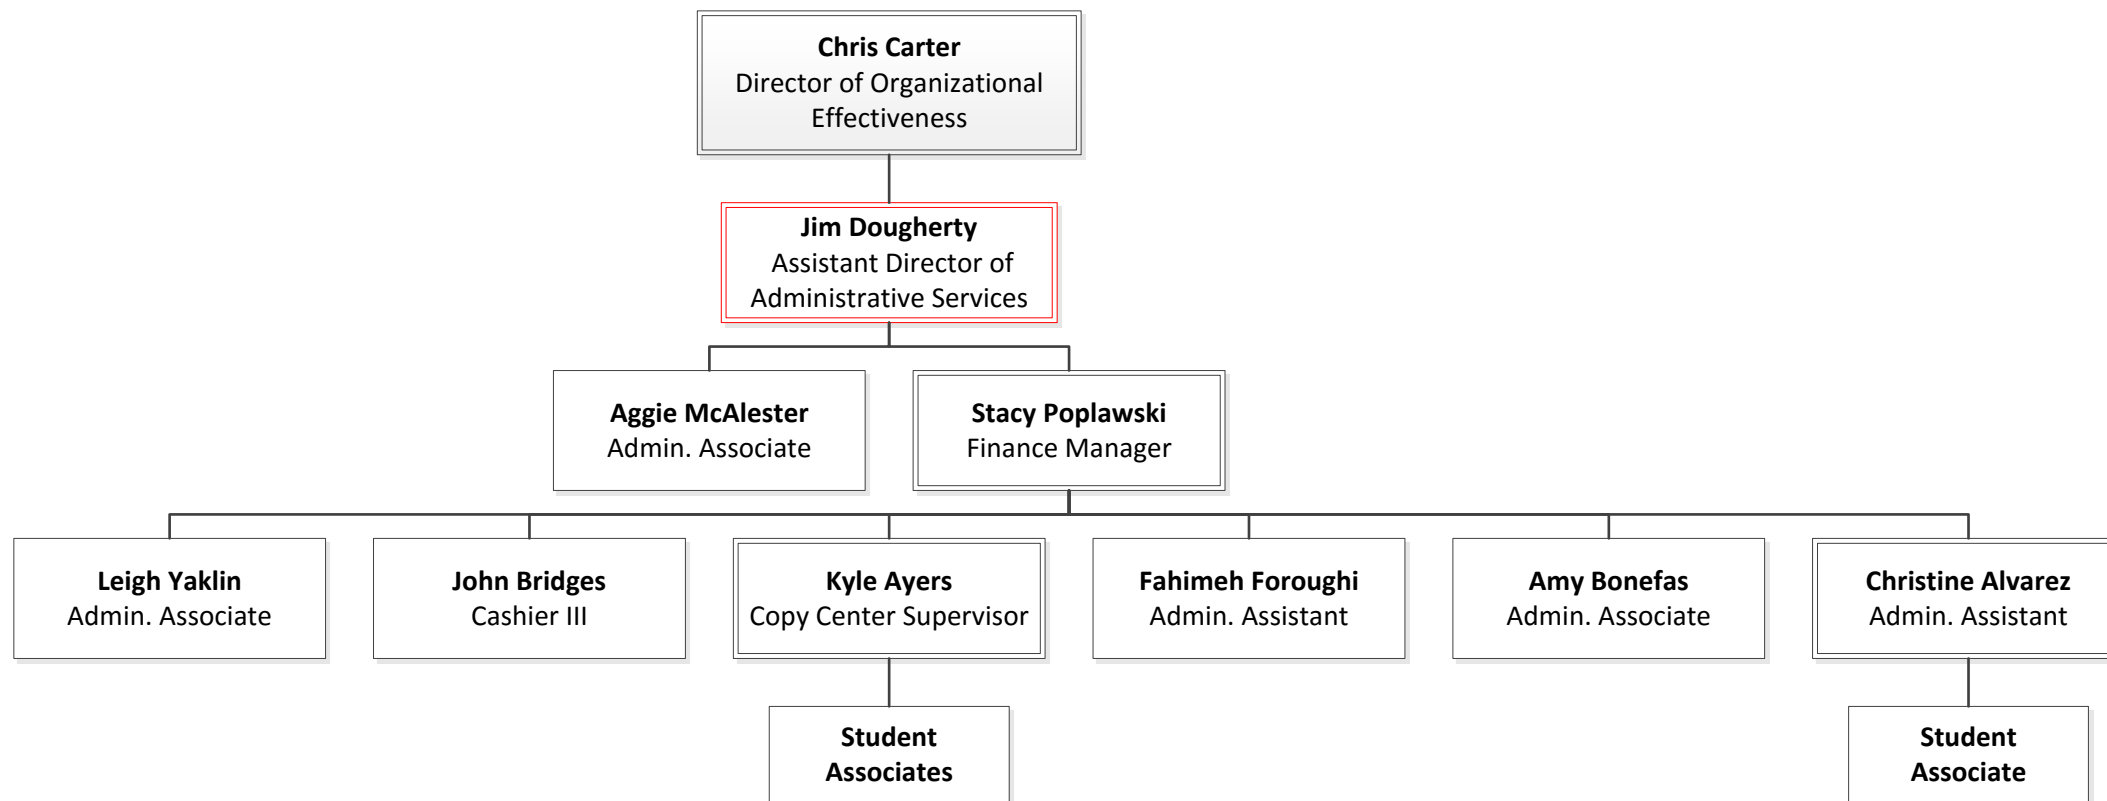 Chris Carter
Director of Organizational
Effectiveness
Jim Dougherty
Assistant Director of
Administrative Services
Aggie McAlester
Admin. Associate
Stacy Poplawski
Finance Manager
Leigh Yaklin
Admin. Associate
John Bridges
Cashier III
Kyle Ayers
Copy Center Supervisor
Fahimeh Foroughi
Admin. Assistant
Amy Bonefas
Admin. Associate
Christine Alvarez
Admin. Assistant
Student
Associates
Student
Associate